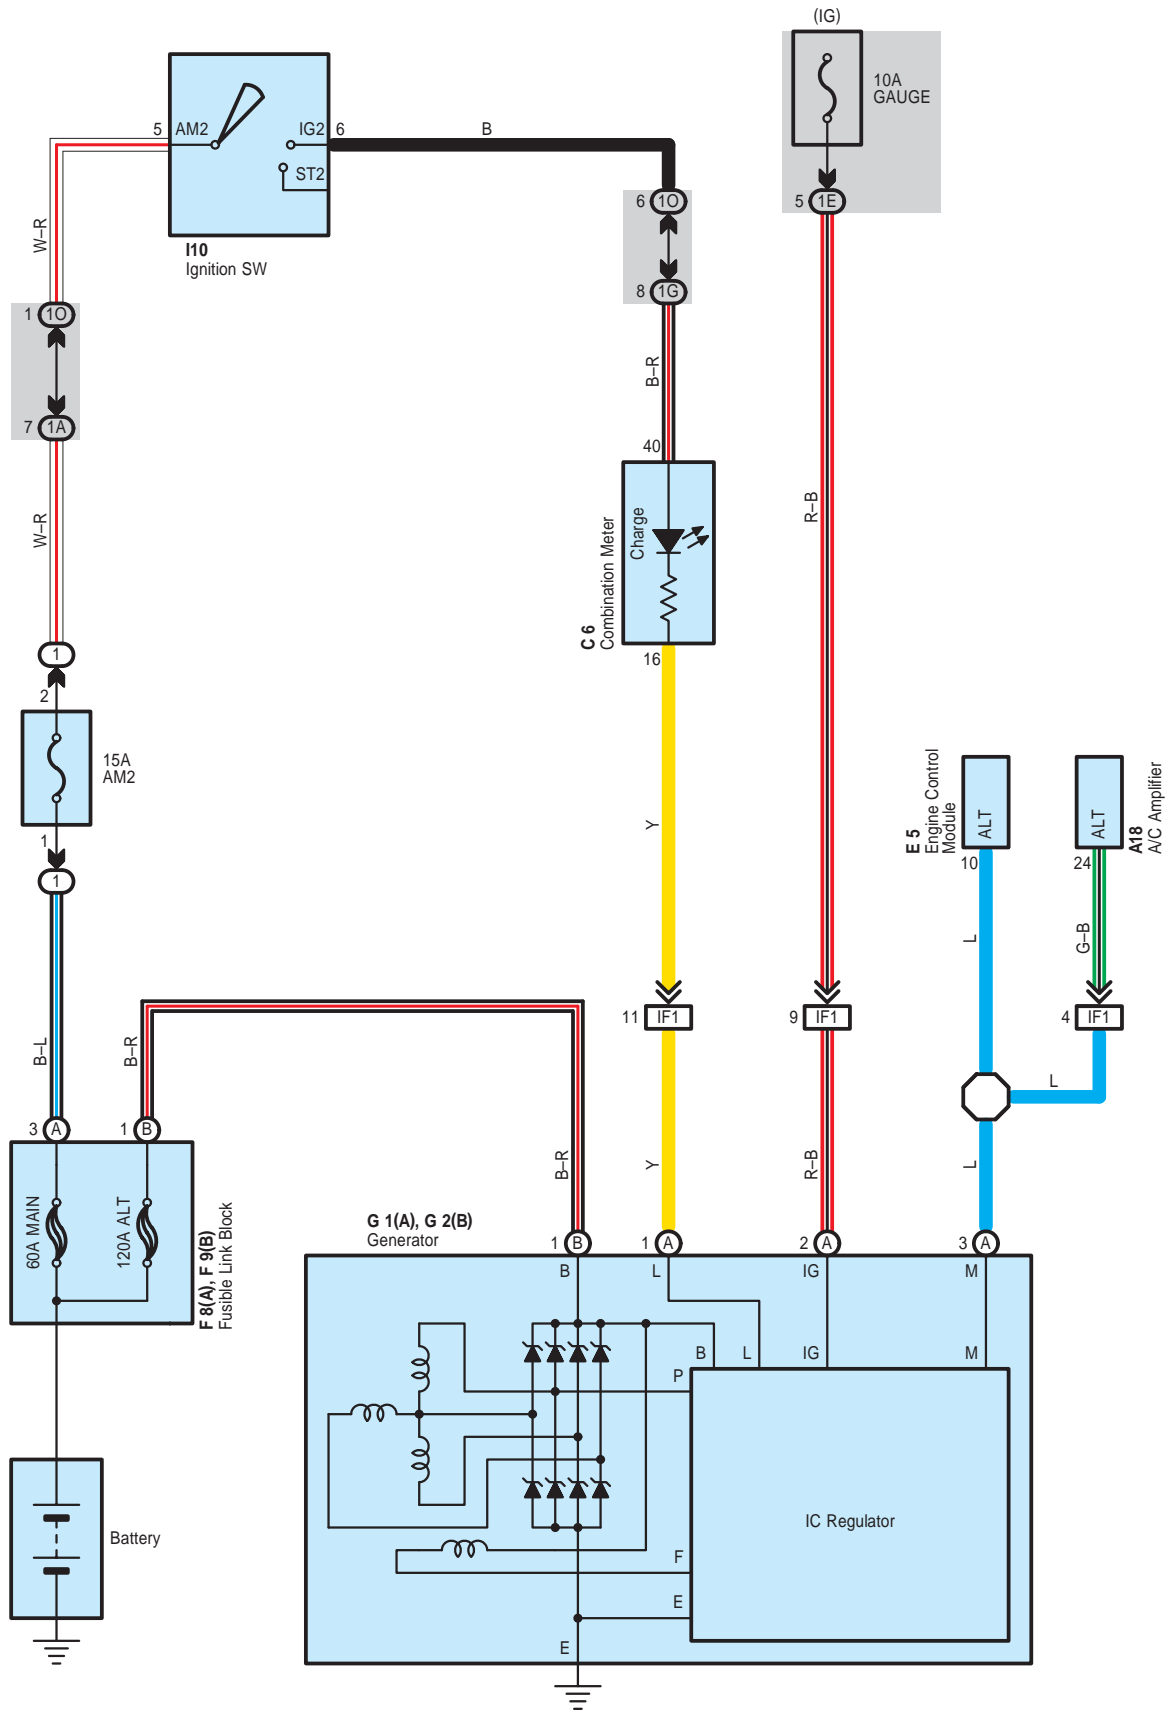 (IG)
10A
GAUGE
5 AM2 IG2 6 B
ST2
6 1O
5 1E
W–R
I10
Ignition SW
8 1G
1 1O
B–R
7 1A
40
R–B
W–R
Charge
C 6
Combination Meter
1
16
2
15A
AM2
E 5
Engine Control
Module
ALT
ALT
A18
A/C Amplifier
Y
1
10
24
1
L
G–B
11 IF1
9 IF1
4 IF1
B–L
B–R
L
3 A
1 B
B–R
Y
R–B
L
60A MAIN
120A ALT
F 8(A), F 9(B)
Fusible Link Block
G 1(A), G 2(B)
Generator
1 B
1 A
2 A
3 A
B L IG M
B L IG M
P
IC Regulator
Battery
F
E
E